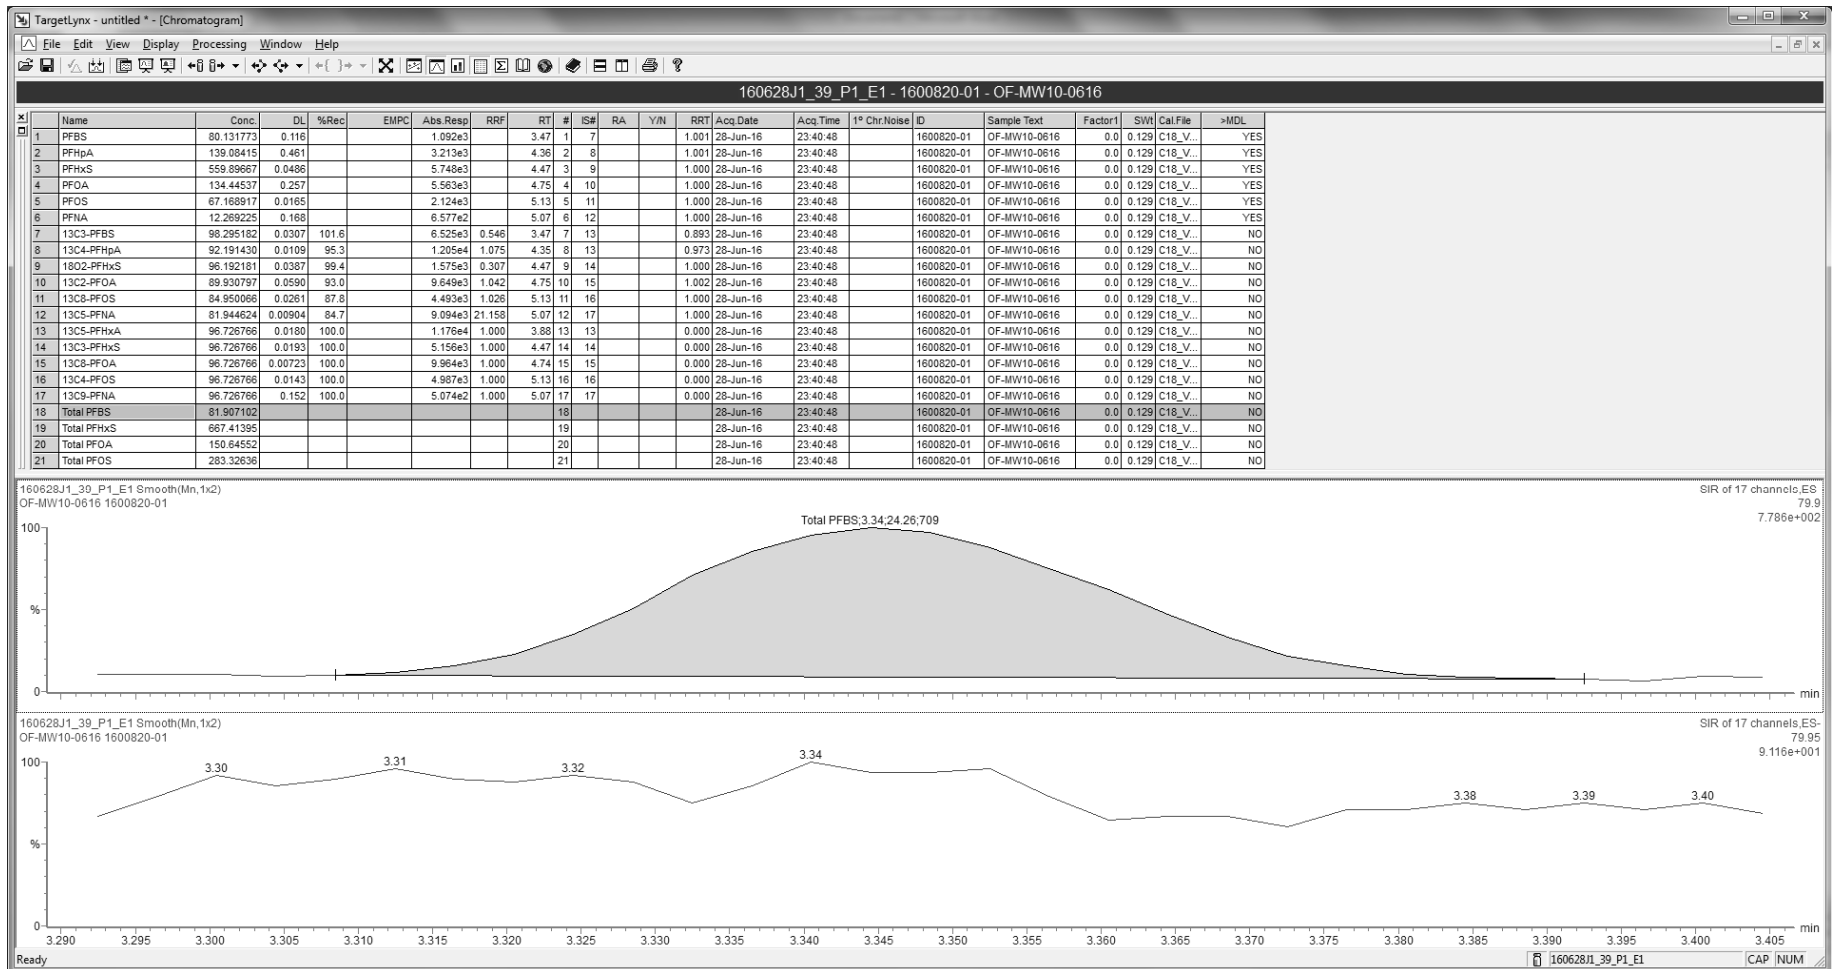 TargetLynx - untitled * - [Chromatogram]
File Edit View Display Processing Window Help
160628J1_39_P1_E1 - 1600820-01 - OF-MW10-0616
Name Conc. DL %Rec EMPC Abs.Resp RRF RT # IS# RA Y/N RRT Acq.Date Acq.Time 1º Chr.Noise ID Sample Text Factor1 SWt Cal.File >MDL
1 PFBS 80.131773 0.116 1.092e3 3.47 1 7 1.001 28-Jun-16 23:40:48 1600820-01 OF-MW10-0616 0.0 0.129 C18_V... YES
2 PFHpA 139.08415 0.461 3.213e3 4.36 2 8 1.001 28-Jun-16 23:40:48 1600820-01 OF-MW10-0616 0.0 0.129 C18_V... YES
3 PFHxS 559.89667 0.0486 5.748e3 4.47 3 9 1.000 28-Jun-16 23:40:48 1600820-01 OF-MW10-0616 0.0 0.129 C18_V... YES
4 PFOA 134.44537 0.257 5.563e3 4.75 4 10 1.000 28-Jun-16 23:40:48 1600820-01 OF-MW10-0616 0.0 0.129 C18_V... YES
5 PFOS 67.168917 0.0165 2.124e3 5.13 5 11 1.000 28-Jun-16 23:40:48 1600820-01 OF-MW10-0616 0.0 0.129 C18_V... YES
6 PFNA 12.269225 0.168 6.577e2 5.07 6 12 1.000 28-Jun-16 23:40:48 1600820-01 OF-MW10-0616 0.0 0.129 C18_V... YES
7 13C3-PFBS 98.295182 0.0307 101.6 6.525e3 0.546 3.47 7 13 0.893 28-Jun-16 23:40:48 1600820-01 OF-MW10-0616 0.0 0.129 C18_V... NO
8 13C4-PFHpA 92.191430 0.0109 95.3 1.205e4 1.075 4.35 8 13 0.973 28-Jun-16 23:40:48 1600820-01 OF-MW10-0616 0.0 0.129 C18_V... NO
9 18O2-PFHxS 96.192181 0.0387 99.4 1.575e3 0.307 4.47 9 14 1.000 28-Jun-16 23:40:48 1600820-01 OF-MW10-0616 0.0 0.129 C18_V... NO
10 13C2-PFOA 89.930797 0.0590 93.0 9.649e3 1.042 4.75 10 15 1.002 28-Jun-16 23:40:48 1600820-01 OF-MW10-0616 0.0 0.129 C18_V... NO
11 13C8-PFOS 84.950066 0.0261 87.8 4.493e3 1.026 5.13 11 16 1.000 28-Jun-16 23:40:48 1600820-01 OF-MW10-0616 0.0 0.129 C18_V... NO
12 13C5-PFNA 81.944624 0.00904 84.7 9.094e3 21.158 5.07 12 17 1.000 28-Jun-16 23:40:48 1600820-01 OF-MW10-0616 0.0 0.129 C18_V... NO
13 13C5-PFHxA 96.726766 0.0180 100.0 1.176e4 1.000 3.88 13 13 0.000 28-Jun-16 23:40:48 1600820-01 OF-MW10-0616 0.0 0.129 C18_V... NO
14 13C3-PFHxS 96.726766 0.0193 100.0 5.156e3 1.000 4.47 14 14 0.000 28-Jun-16 23:40:48 1600820-01 OF-MW10-0616 0.0 0.129 C18_V... NO
15 13C8-PFOA 96.726766 0.00723 100.0 9.964e3 1.000 4.74 15 15 0.000 28-Jun-16 23:40:48 1600820-01 OF-MW10-0616 0.0 0.129 C18_V... NO
16 13C4-PFOS 96.726766 0.0143 100.0 4.987e3 1.000 5.13 16 16 0.000 28-Jun-16 23:40:48 1600820-01 OF-MW10-0616 0.0 0.129 C18_V... NO
17 13C9-PFNA 96.726766 0.152 100.0 5.074e2 1.000 5.07 17 17 0.000 28-Jun-16 23:40:48 1600820-01 OF-MW10-0616 0.0 0.129 C18_V... NO
18 Total PFBS 81.907102 18 28-Jun-16 23:40:48 1600820-01 OF-MW10-0616 0.0 0.129 C18_V... NO
19 Total PFHxS 667.41395 19 28-Jun-16 23:40:48 1600820-01 OF-MW10-0616 0.0 0.129 C18_V... NO
20 Total PFOA 150.64552 20 28-Jun-16 23:40:48 1600820-01 OF-MW10-0616 0.0 0.129 C18_V... NO
21 Total PFOS 283.32636 21 28-Jun-16 23:40:48 1600820-01 OF-MW10-0616 0.0 0.129 C18_V... NO
160628J1_39_P1_E1 Smooth(Mn,1x2) SIR of 17 channels,ES-
OF-MW10-0616 1600820-01 79.9
7.786e+002
Total PFBS;3.34;24.26;709
100
%
0
min
160628J1_39_P1_E1 Smooth(Mn,1x2) SIR of 17 channels,ES-
OF-MW10-0616 1600820-01 79.95
9.116e+001
100
3.30 3.31 3.32 3.34 3.38 3.39 3.40
%
0
min
3.290 3.295 3.300 3.305 3.310 3.315 3.320 3.325 3.330 3.335 3.340 3.345 3.350 3.355 3.360 3.365 3.370 3.375 3.380 3.385 3.390 3.395 3.400 3.405
Ready 160628J1_39_P1_E1 CAP NUM